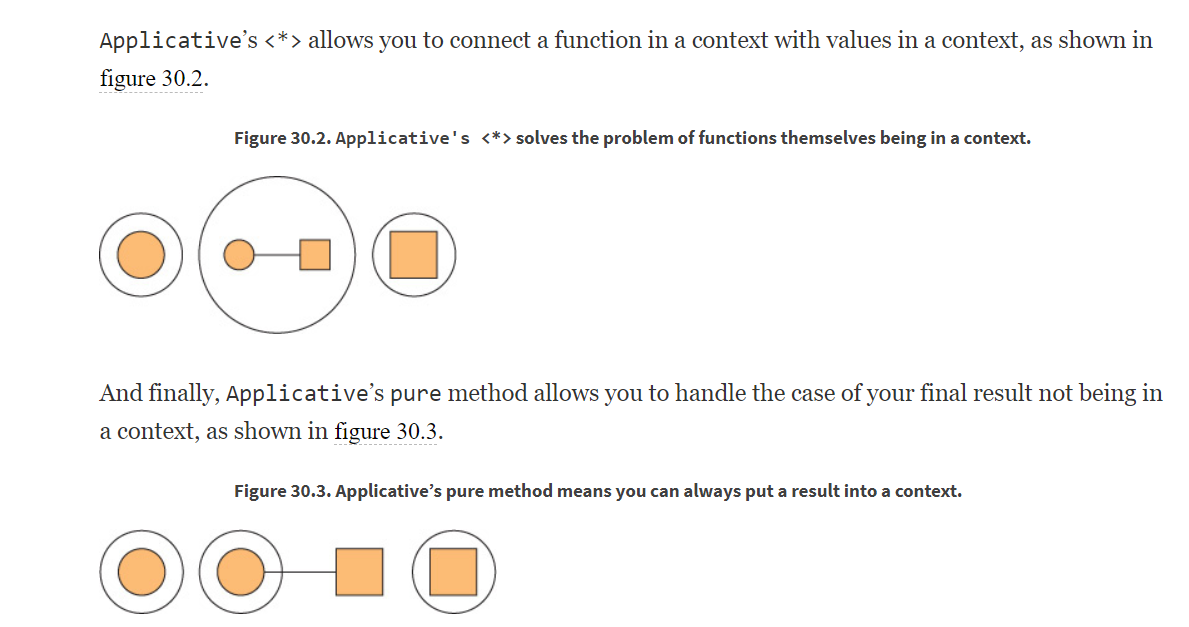 Applicative’s <*> allows you to connect a function in a context with values in a context, as shown in
figure 30.2.
Figure 30.2. Applicative's <*> solves the problem of functions themselves being in a context.
And finally, Applicative’s pure method allows you to handle the case of your final result not being in
a context, as shown in figure 30.3.
Figure 30.3. Applicative’s pure method means you can always put a result into a context.